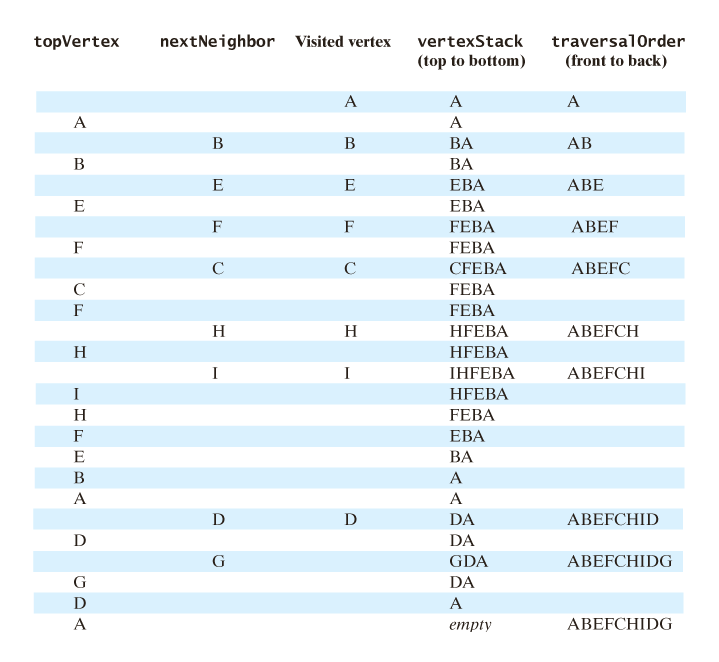 topVertex nextNeighbor Visited vertex vertexStack traversalOrder
(top to bottom) (front to back)
A A A
A A
B B BA AB
B BA
E E EBA ABE
E EBA
F F FEBA ABEF
F FEBA
C C CFEBA ABEFC
C FEBA
F FEBA
H H HFEBA ABEFCH
H HFEBA
I I IHFEBA ABEFCHI
I HFEBA
H FEBA
F EBA
E BA
B A
A A
D D DA ABEFCHID
D DA
G GDA ABEFCHIDG
G DA
D A
A empty ABEFCHIDG